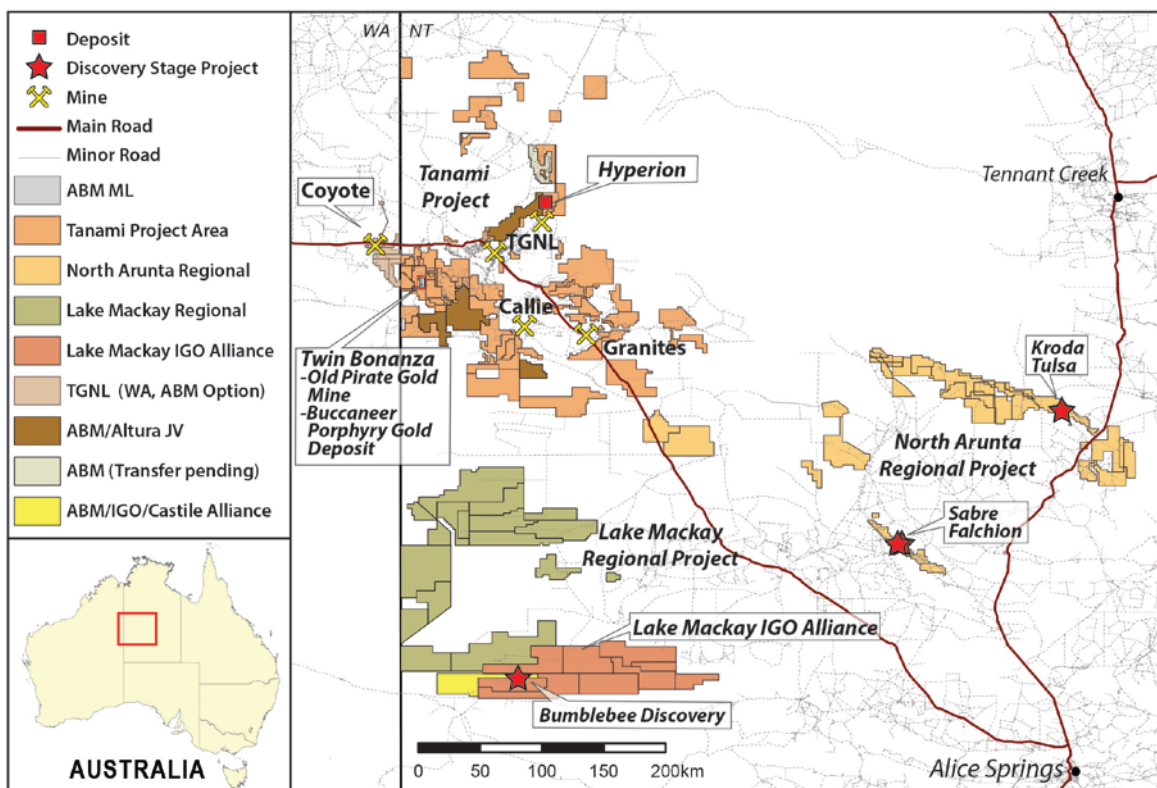 Deposit
Discovery Stage Project
Mine
Main Road
Minor Road
ABM ML
Tanami Project Area
North Arunta Regional
Lake Mackay Regional
Lake Mackay IGO Alliance
TGNL (WA, ABM Option)
ABM/Altura JV
ABM (Transfer pending)
ABM/IGO/Castile Alliance
AUSTRALIA
WA
NT
Tanami
Project
Hyperion
Coyote
TGNL
Callie
Granites
Twin Bonanza
-Old Pirate Gold
Mine
-Buccaneer
Porphyry Gold
Deposit
Tennant Creek
Kroda
Tulsa
North Arunta
Regional Project
Sabre
Falchion
Lake Mackay
Regional Project
Lake Mackay IGO Alliance
Bumblebee Discovery
0 50 100 150 200km
Alice Springs